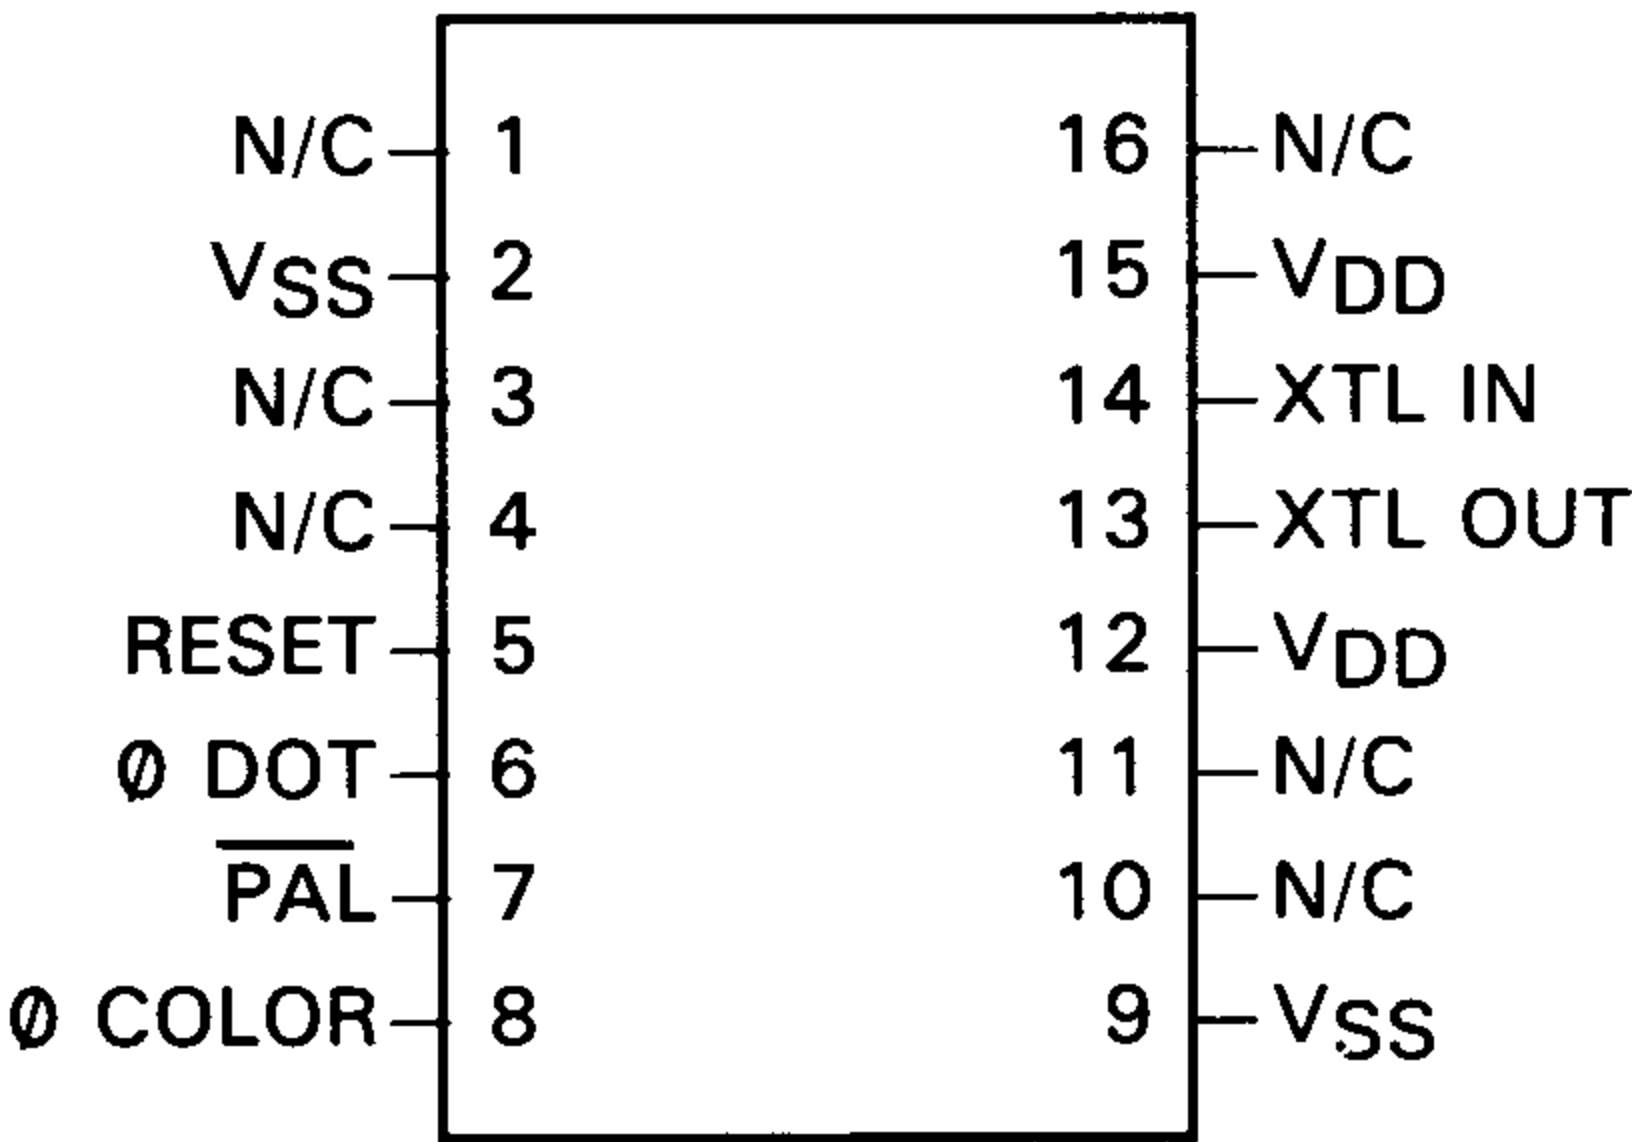 N/C 1 16 N/C
VSS 2 15 VDD
N/C 3 14 XTL IN
N/C 4 13 XTL OUT
RESET 5 12 VDD
Ø DOT 6 11 N/C
P̅A̅L̅ 7 10 N/C
Ø COLOR 8 9 VSS